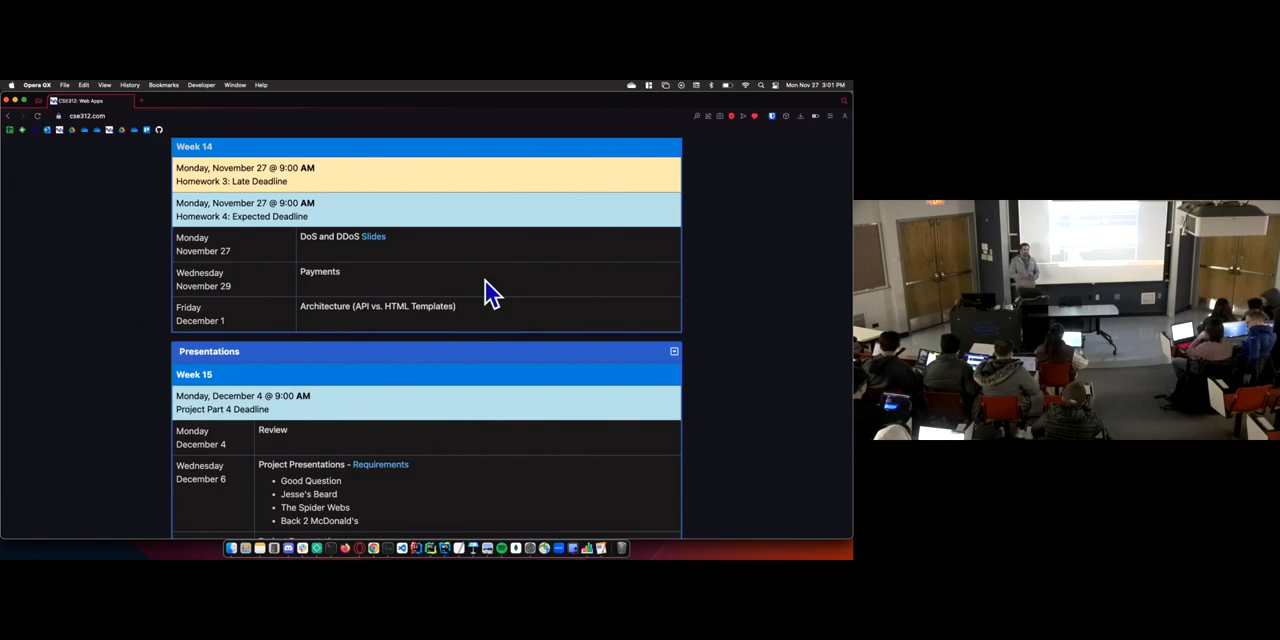 Opera GX File Edit View History Bookmarks Developer Window Help Mon Nov 27 3:01 PM
CSE312: Web Apps
cse312.com
Week 14
Monday, November 27 @ 9:00 AM
Homework 3: Late Deadline
Monday, November 27 @ 9:00 AM
Homework 4: Expected Deadline
Monday
November 27
DoS and DDoS Slides
Wednesday
November 29
Payments
Friday
December 1
Architecture (API vs. HTML Templates)
Presentations
Week 15
Monday, December 4 @ 9:00 AM
Project Part 4 Deadline
Monday
December 4
Review
Wednesday
December 6
Project Presentations - Requirements
• Good Question
• Jesse's Beard
• The Spider Webs
• Back 2 McDonald's